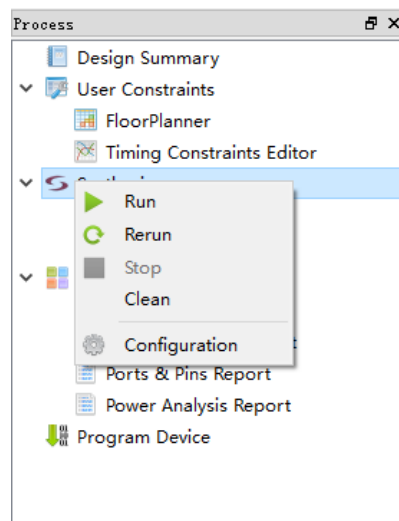 Process
Design Summary
User Constraints
FloorPlanner
Timing Constraints Editor
Run
Rerun
Stop
Clean
Configuration
Ports & Pins Report
Power Analysis Report
Program Device